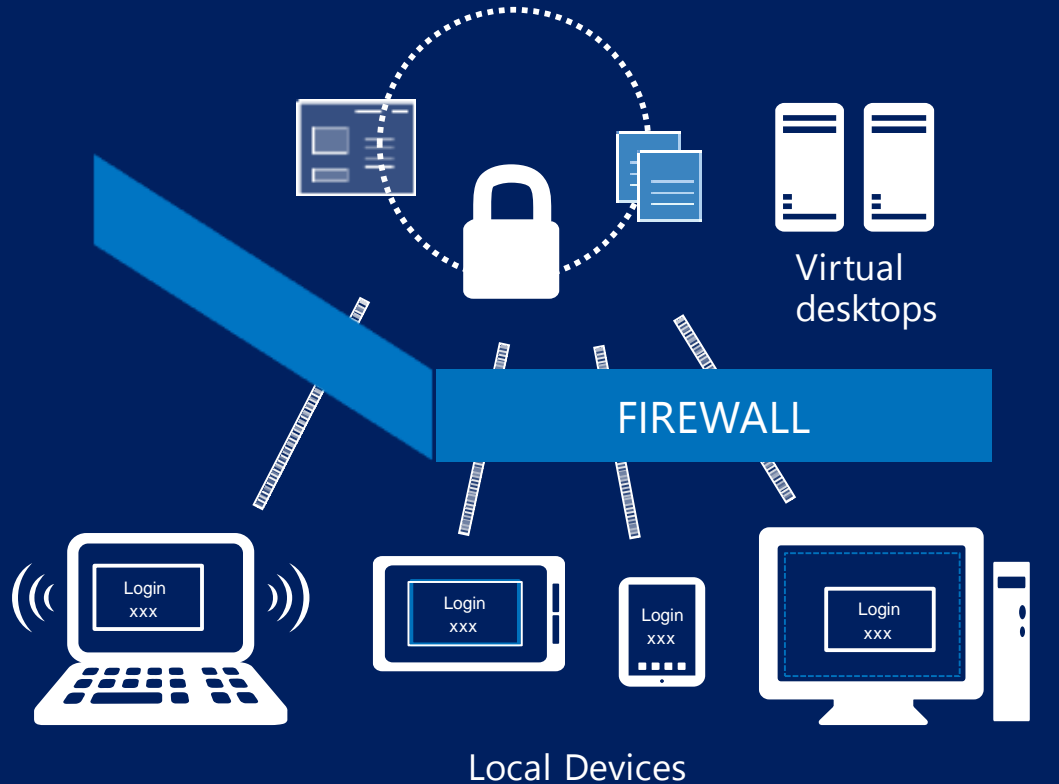 Virtual
desktops
FIREWALL
Login
xxx
Login
xxx
Login
xxx
Login
xxx
Local Devices